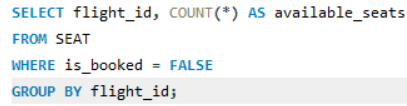 SELECT flight_id, COUNT(*) AS available_seats
FROM SEAT
WHERE is_booked = FALSE
GROUP BY flight_id;